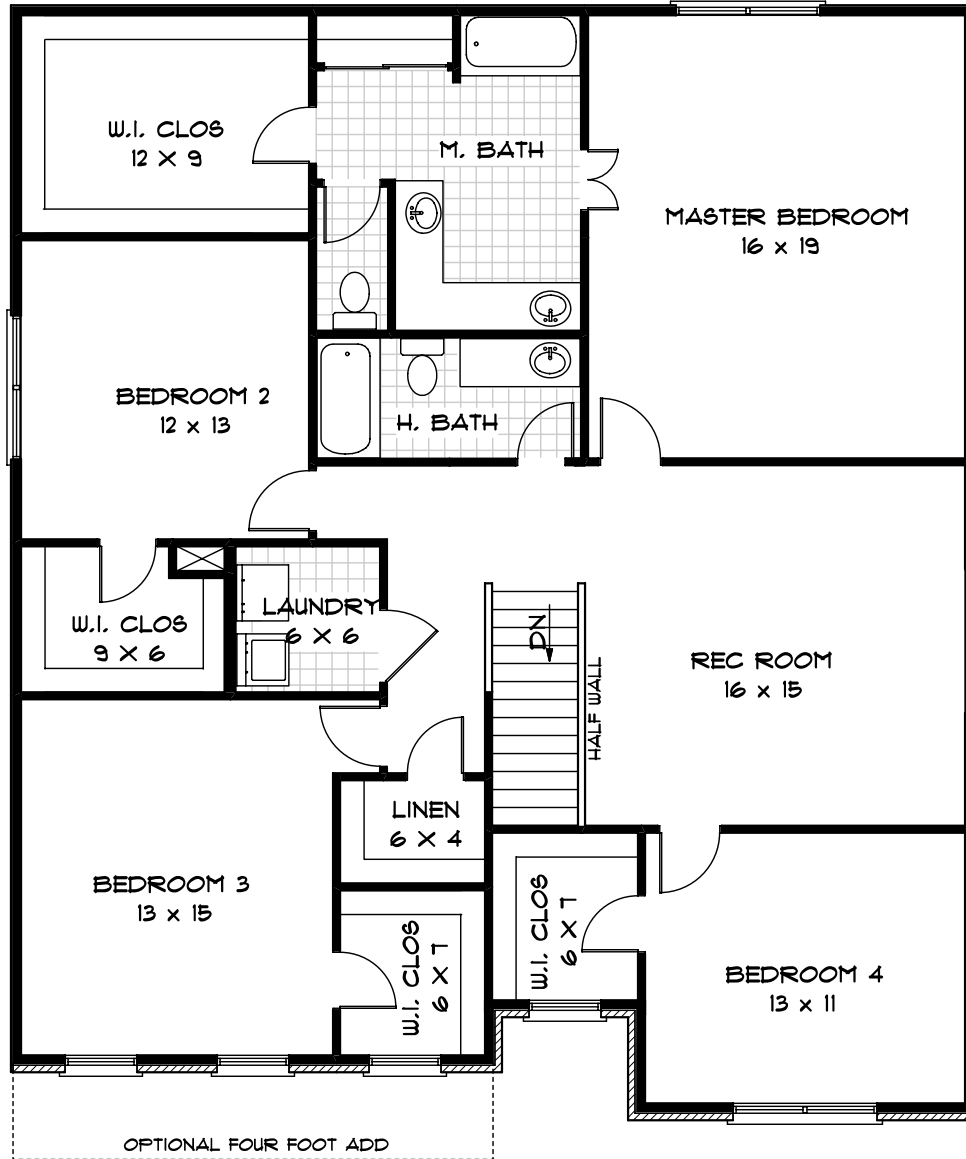 W.I. CLOS
12 X 9
M. BATH
MASTER BEDROOM
16 x 19
BEDROOM 2
12 x 13
H. BATH
W.I. CLOS
9 X 6
LAUNDRY
6 X 6
DN
HALF WALL
REC ROOM
16 x 15
LINEN
6 X 4
BEDROOM 3
13 x 15
W.I. CLOS
6 X 7
W.I. CLOS
6 X 7
BEDROOM 4
13 x 11
OPTIONAL FOUR FOOT ADD